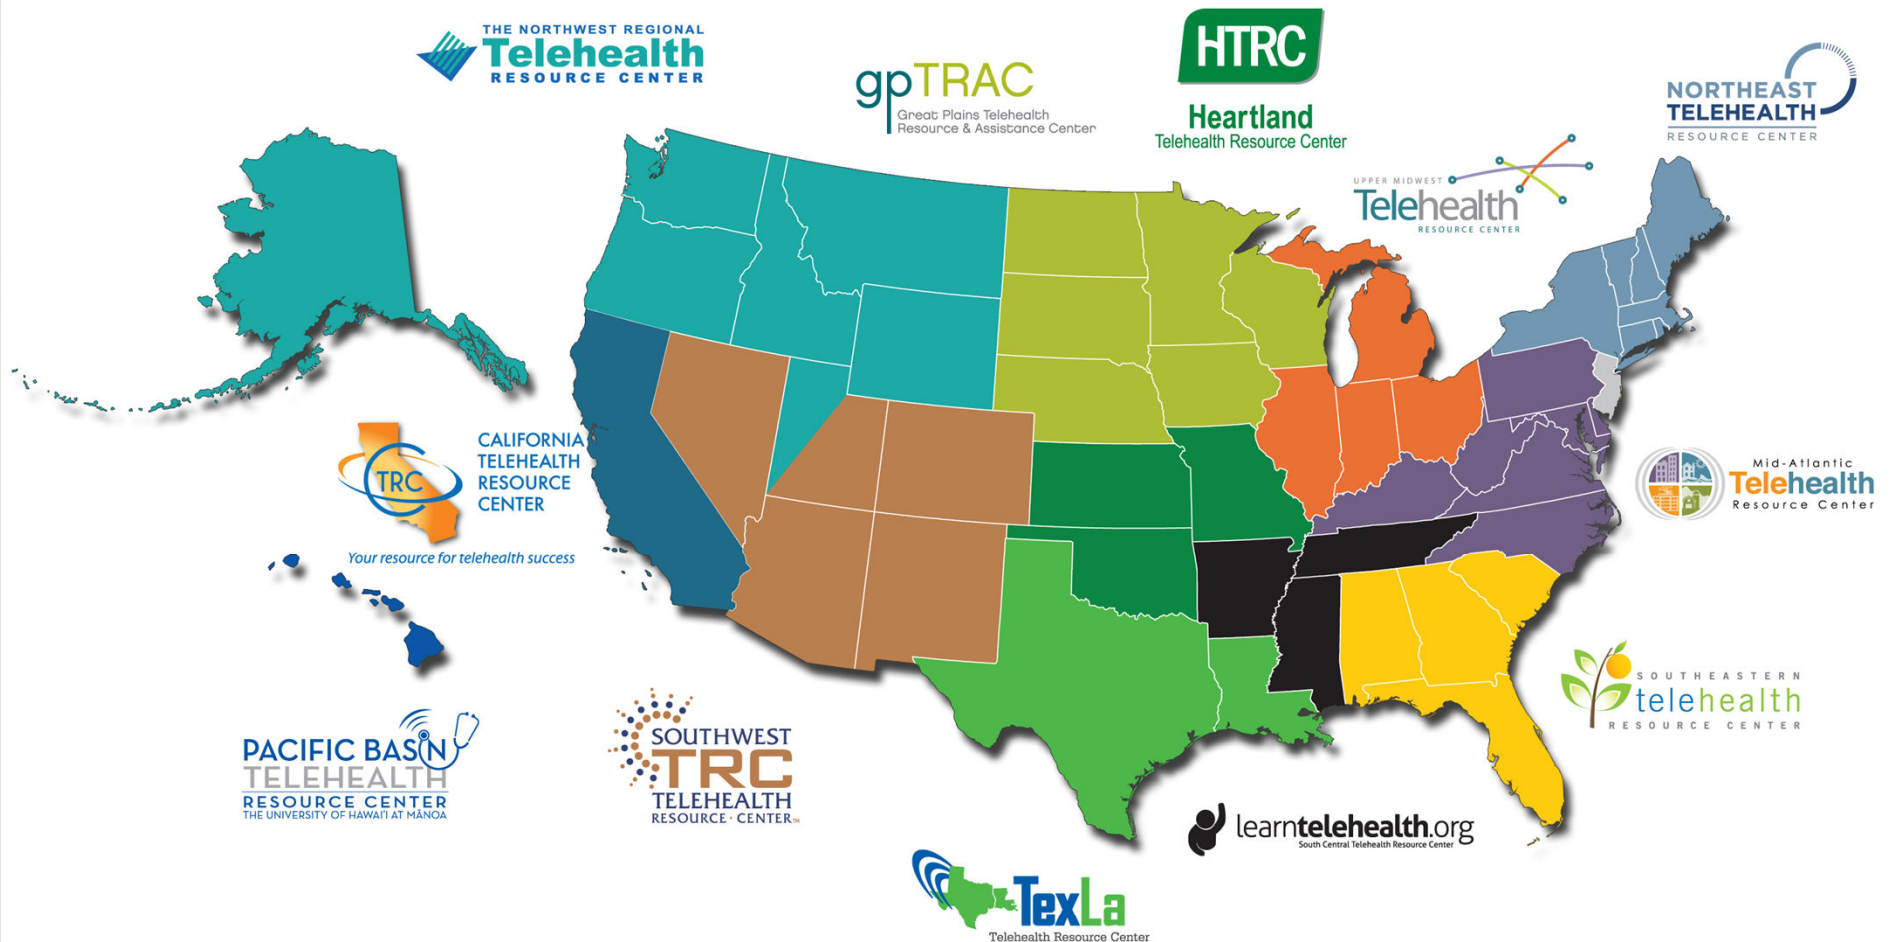 THE NORTHWEST REGIONAL
Telehealth
RESOURCE CENTER
gpTRAC
Great Plains Telehealth
Resource & Assistance Center
HTRC
Heartland
Telehealth Resource Center
UPPER MIDWEST
Telehealth
RESOURCE CENTER
NORTHEAST
TELEHEALTH
RESOURCE CENTER
TRC
CALIFORNIA
TELEHEALTH
RESOURCE
CENTER
Your resource for telehealth success
Mid-Atlantic
Telehealth
Resource Center
SOUTHEASTERN
telehealth
RESOURCE CENTER
PACIFIC BASIN
TELEHEALTH
RESOURCE CENTER
THE UNIVERSITY OF HAWAI'I AT MĀNOA
SOUTHWEST
TRC
TELEHEALTH
RESOURCE · CENTER™
learntelehealth.org
South Central Telehealth Resource Center
TexLa
Telehealth Resource Center